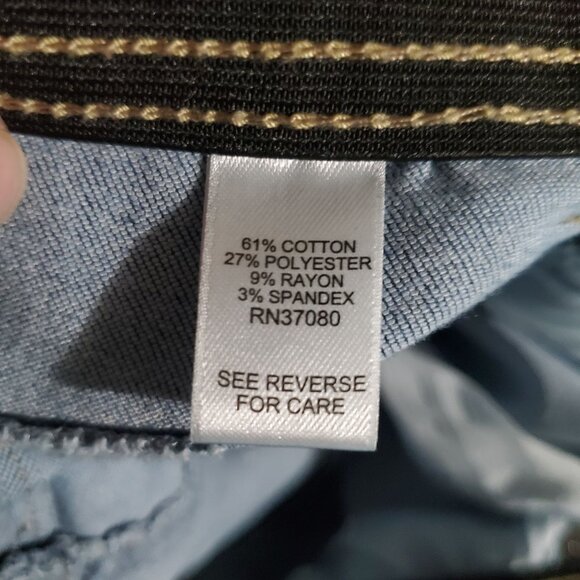 61% COTTON
27% POLYESTER
9% RAYON
3% SPANDEX
RN37080
SEE REVERSE
FOR CARE